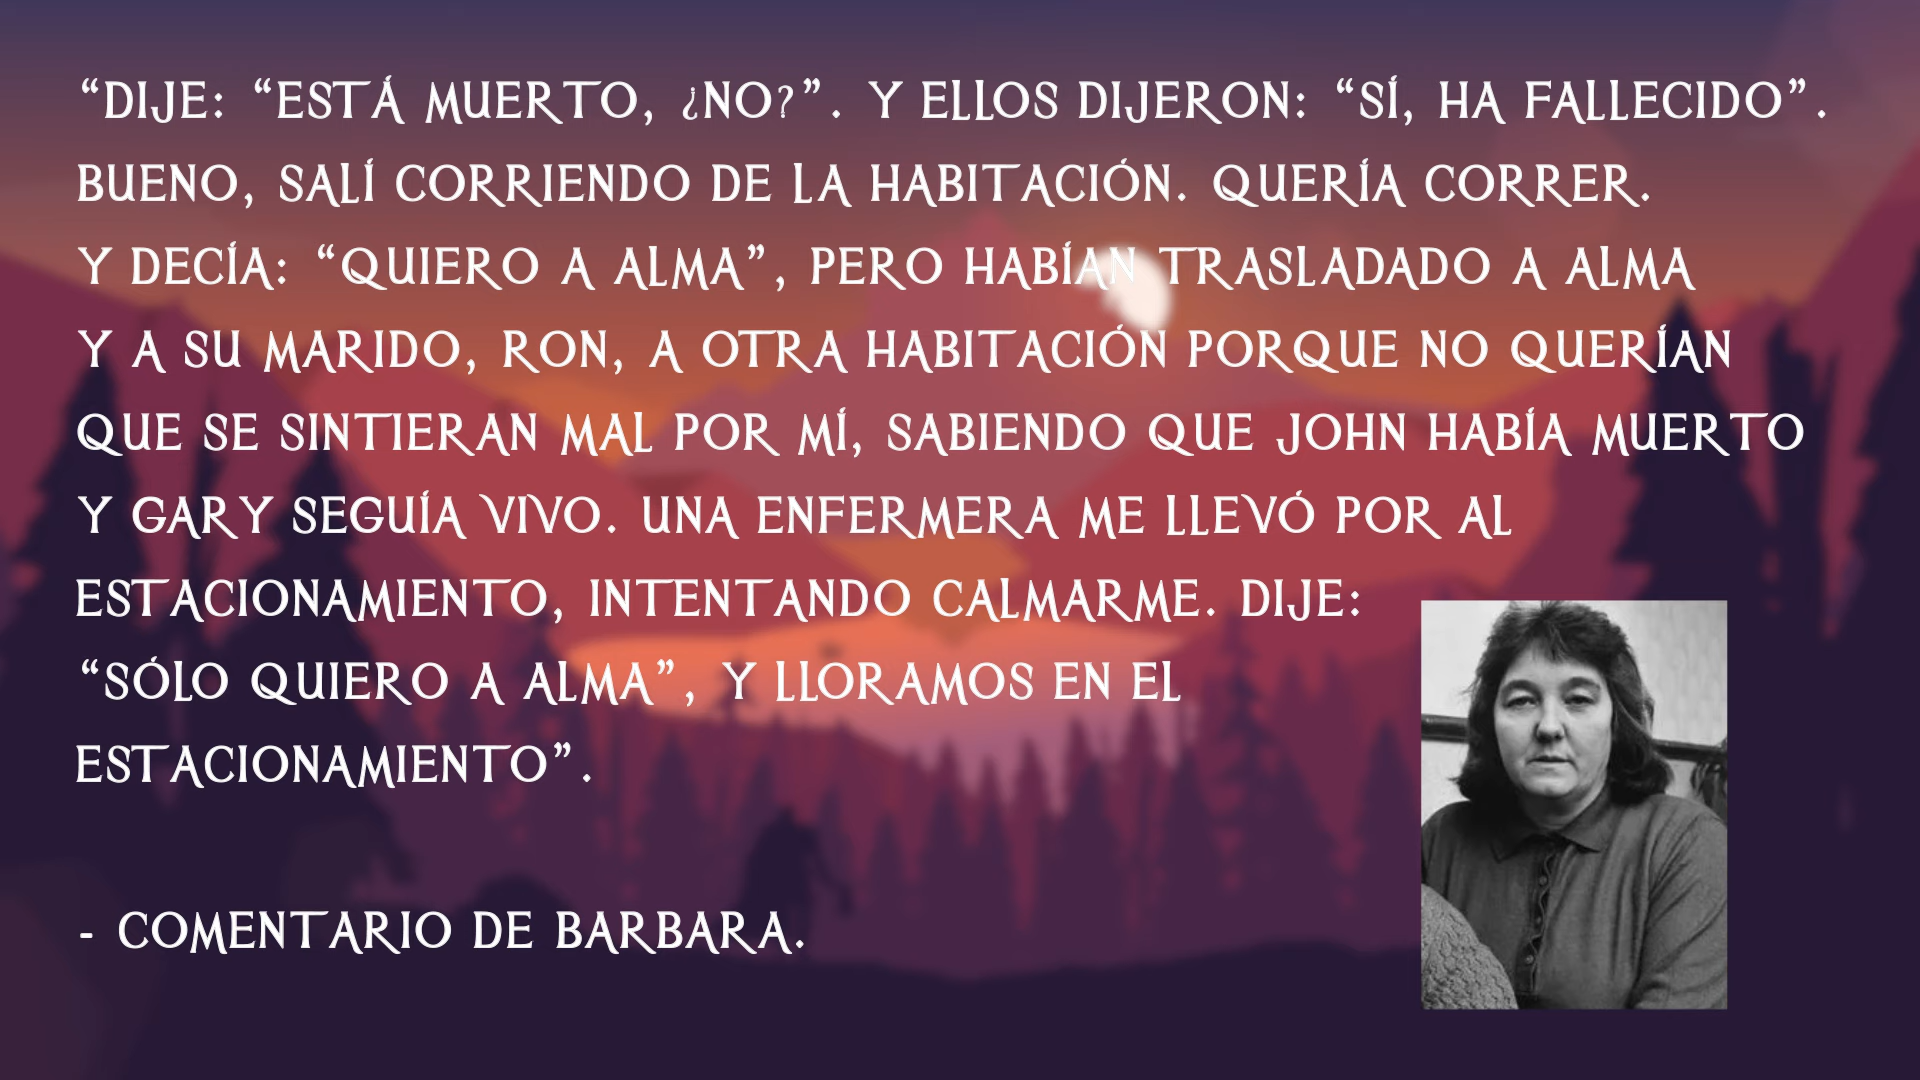 “DIJE: “ESTÁ MUERTO, ¿NO?”. Y ELLOS DIJERON: “SÍ, HA FALLECIDO”.
BUENO, SALÍ CORRIENDO DE LA HABITACIÓN. QUERÍA CORRER.
Y DECÍA: “QUIERO A ALMA”, PERO HABÍAN TRASLADADO A ALMA
Y A SU MARIDO, RON, A OTRA HABITACIÓN PORQUE NO QUERÍAN
QUE SE SINTIERAN MAL POR MÍ, SABIENDO QUE JOHN HABÍA MUERTO
Y GARY SEGUÍA VIVO. UNA ENFERMERA ME LLEVÓ POR AL
ESTACIONAMIENTO, INTENTANDO CALMARME. DIJE:
“SÓLO QUIERO A ALMA”, Y LLORAMOS EN EL
ESTACIONAMIENTO”.
- COMENTARIO DE BARBARA.